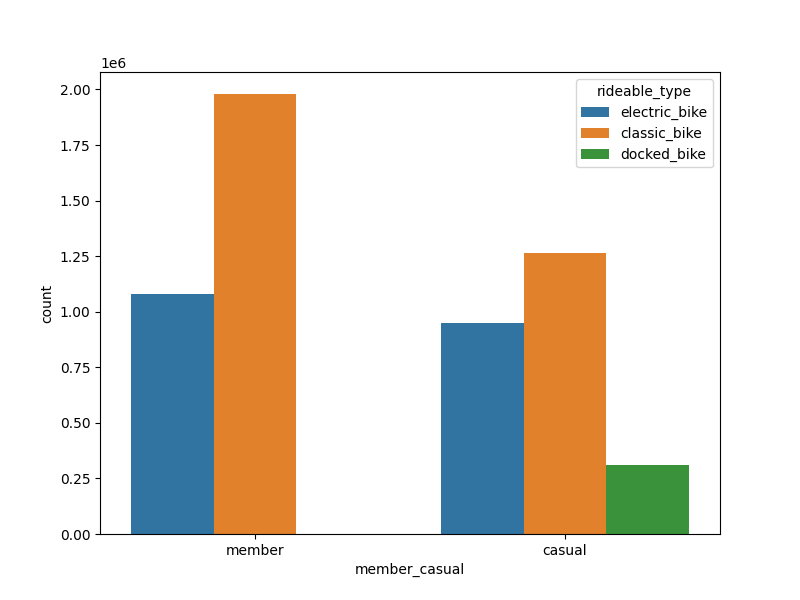 1e6
2.00
1.75
1.50
1.25
1.00
0.75
0.50
0.25
0.00
count
member
casual
member_casual
rideable_type
electric_bike
classic_bike
docked_bike